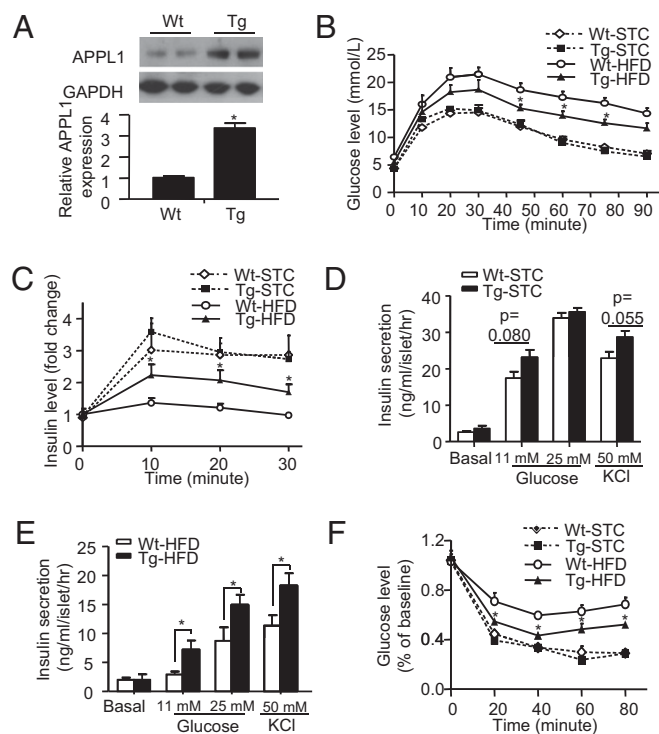 A
Wt Tg
APPL1
GAPDH
Relative APPL1
expression
4
3
2
1
0
*
Wt Tg
B
Wt-STC
Tg-STC
Wt-HFD
Tg-HFD
Glucose level (mmol/L)
25
20
15
10
5
0
* * *
0 10 20 30 40 50 60 70 80 90
Time (minute)
C
Wt-STC
Tg-STC
Wt-HFD
Tg-HFD
Insulin level (fold change)
4
3
2
1
0
* * *
0 10 20 30
Time (minute)
D
Wt-STC
Tg-STC
Insulin secretion
(ng/ml/islet/hr)
40
30
20
10
0
p=
0.080
p=
0.055
Basal 11 mM 25 mM 50 mM
Glucose KCl
E
Wt-HFD
Tg-HFD
Insulin secretion
(ng/ml/islet/hr)
25
20
15
10
5
0
* * *
Basal 11 mM 25 mM 50 mM
Glucose KCl
F
Wt-STC
Tg-STC
Wt-HFD
Tg-HFD
Glucose level
(% of baseline)
1.2
0.8
0.4
0.0
* * * *
0 20 40 60 80
Time (minute)